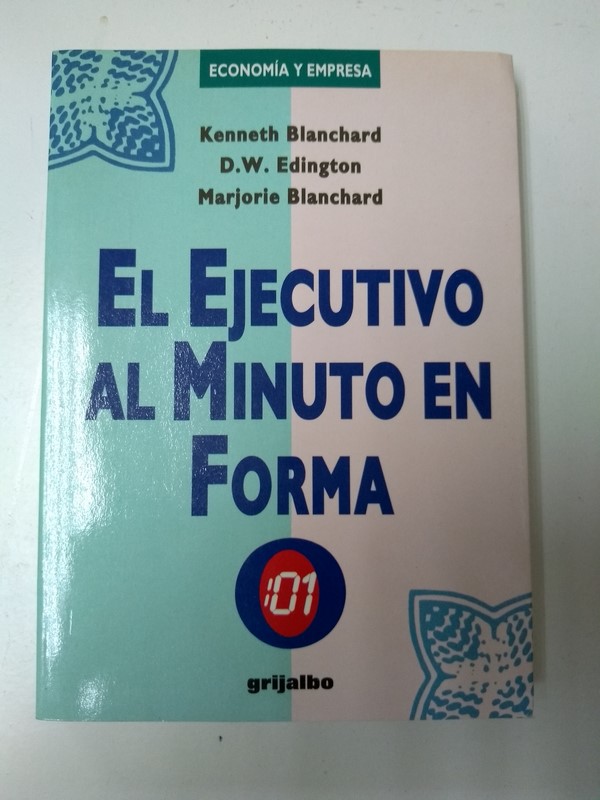 ECONOMÍA Y EMPRESA
Kenneth Blanchard
D.W. Edington
Marjorie Blanchard
EL EJECUTIVO
AL MINUTO EN
FORMA
:01
grijalbo